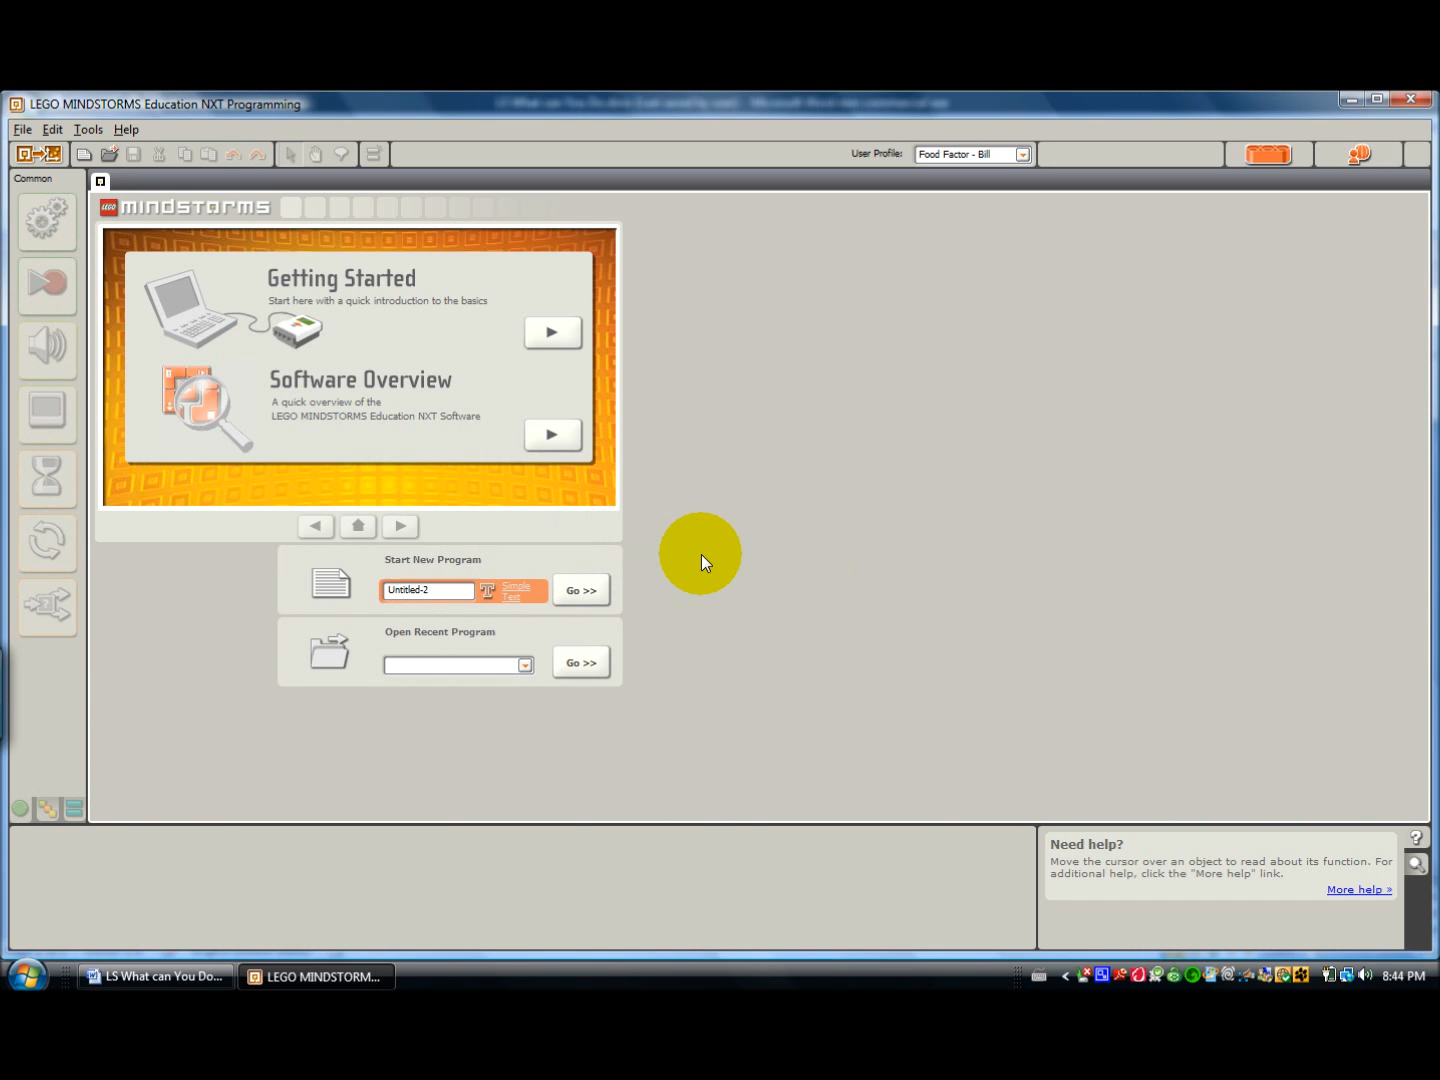 LEGO MINDSTORMS Education NXT Programming
File Edit Tools Help
User Profile: Food Factor - Bill
Common
LEGO mindstorms
Getting Started
Start here with a quick introduction to the basics
Software Overview
A quick overview of the
LEGO MINDSTORMS Education NXT Software
Start New Program
Untitled-2
T
Simple
Text
Go >>
Open Recent Program
Go >>
Need help?
Move the cursor over an object to read about its function. For
additional help, click the "More help" link.
More help »
?
LS What can You Do...
LEGO MINDSTORM...
8:44 PM